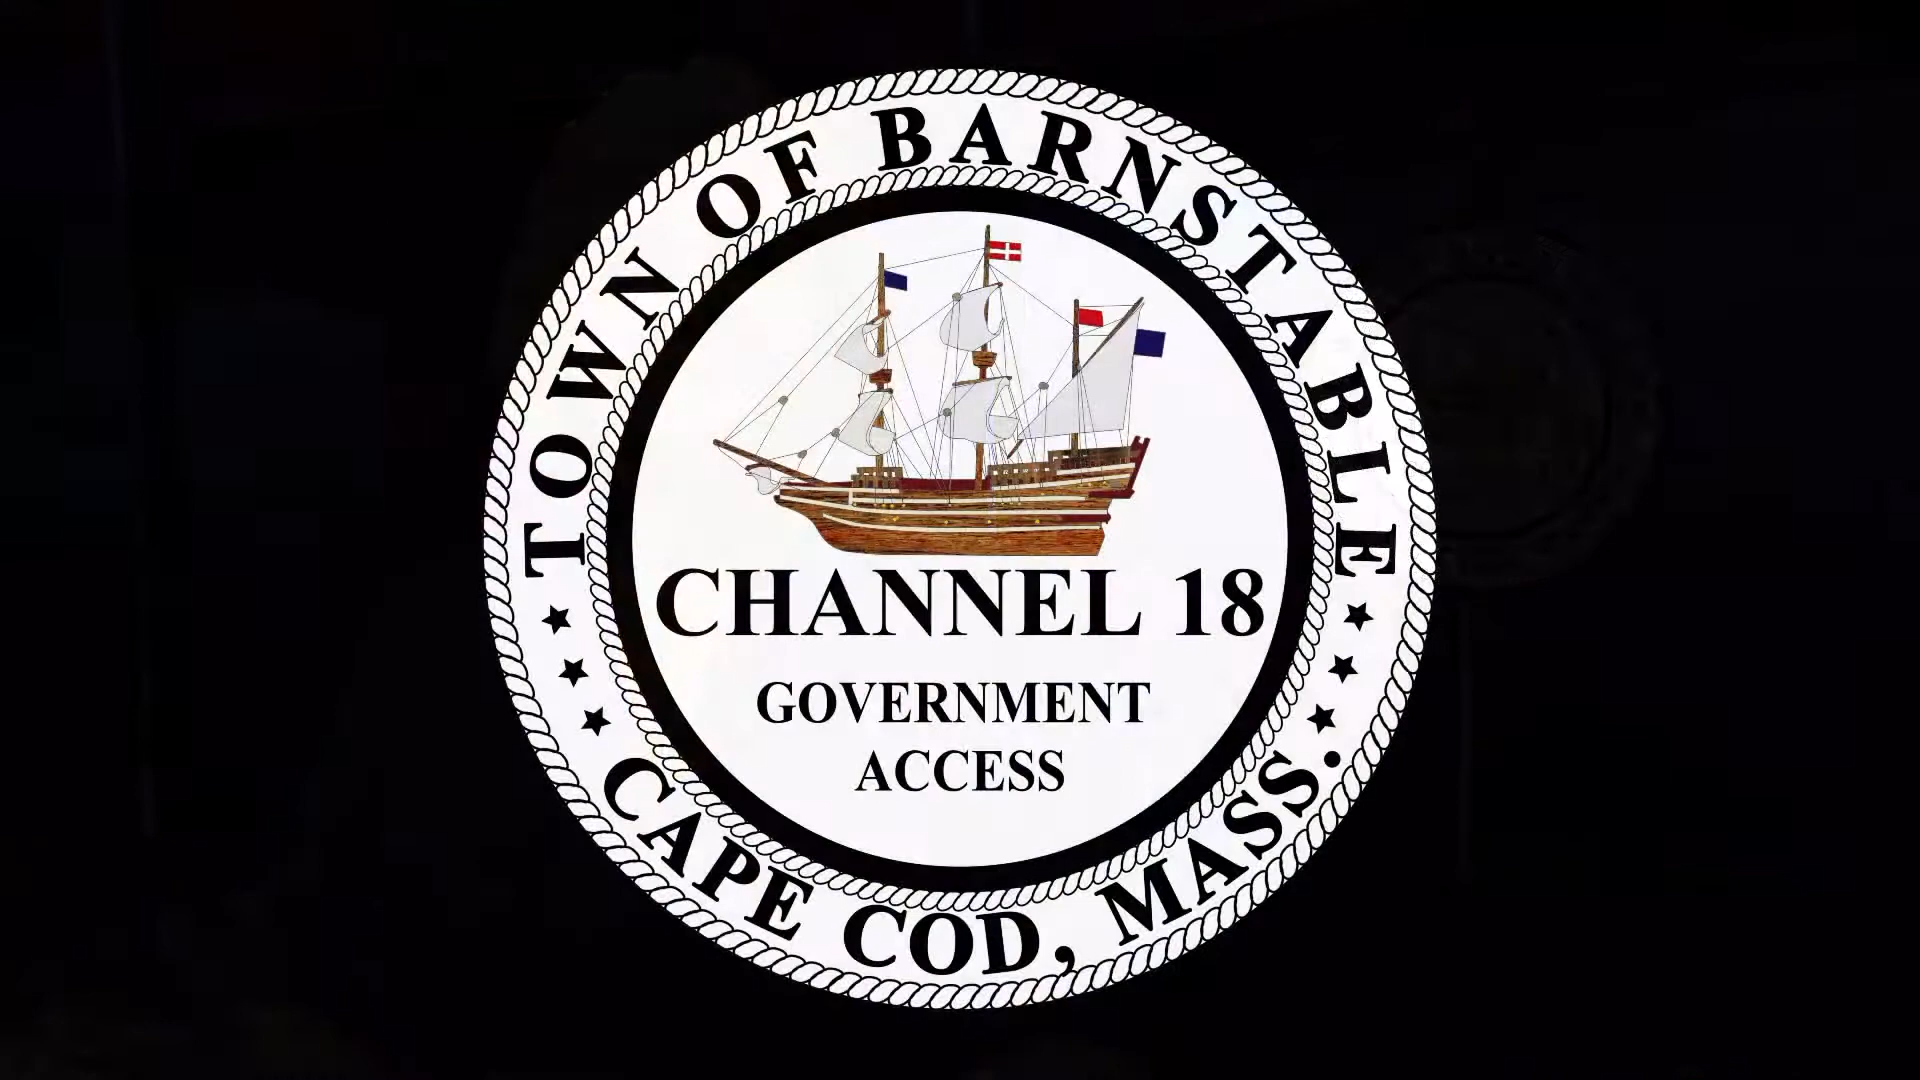 TOWN OF BARNSTABLE
CHANNEL 18
GOVERNMENT
ACCESS
CAPE COD, MASS.